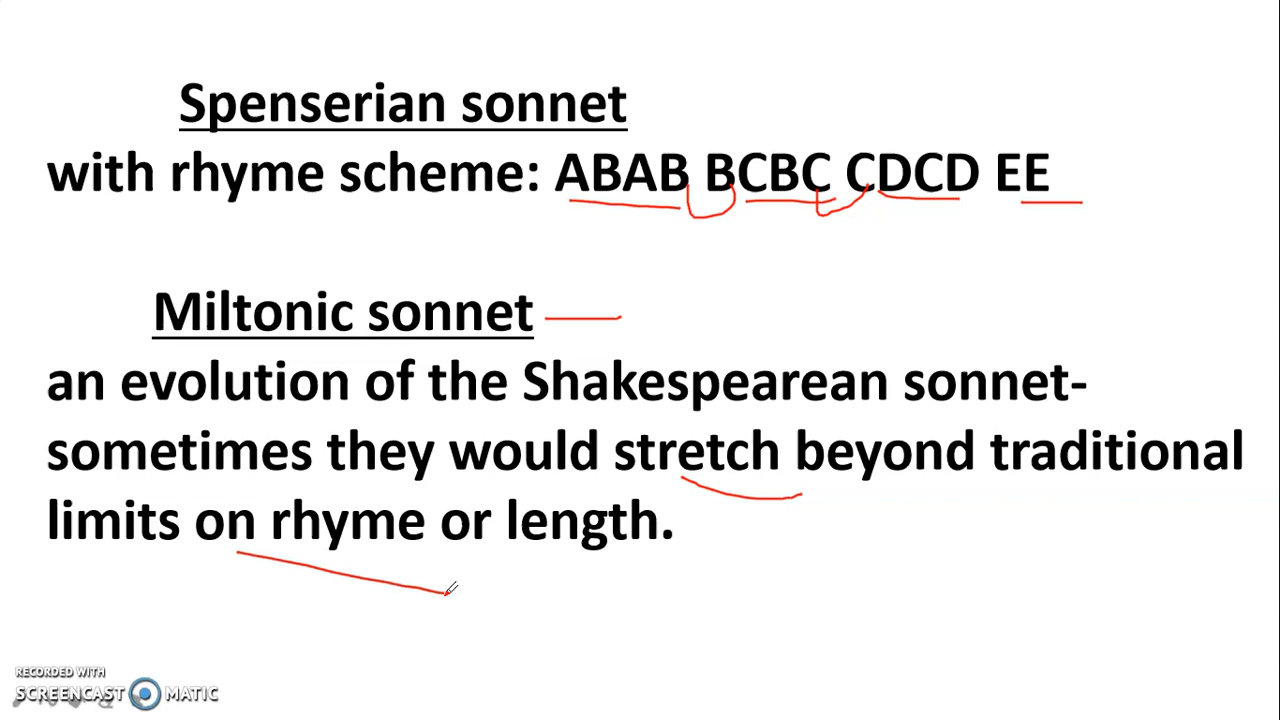 Spenserian sonnet
with rhyme scheme: ABAB BCBC CDCD EE
Miltonic sonnet
an evolution of the Shakespearean sonnet-
sometimes they would stretch beyond traditional
limits on rhyme or length.
RECORDED WITH
SCREENCAST MATIC